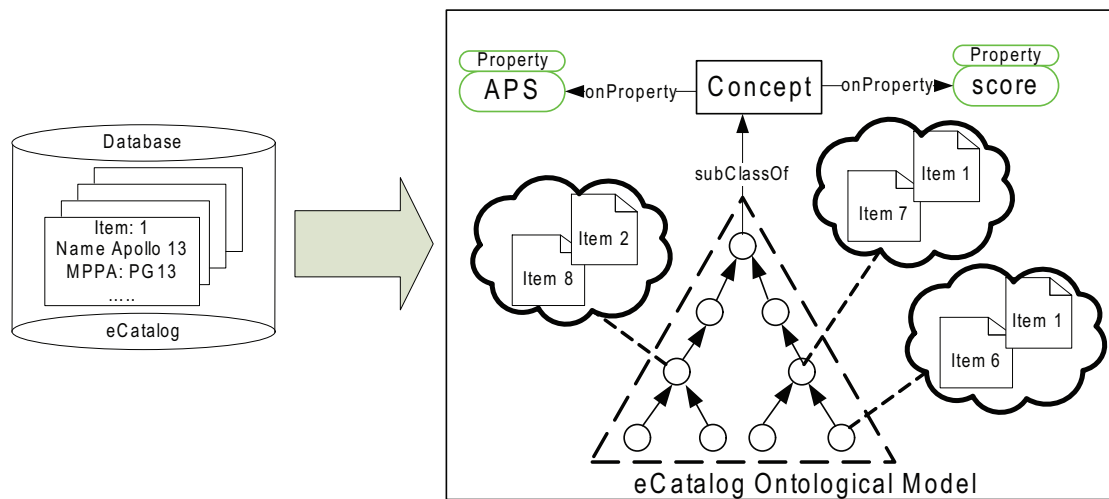 Database
Item: 1
Name Apollo 13
MPPA: PG13
.....
eCatalog
Property
APS
onProperty
Concept
onProperty
Property
score
subClassOf
Item 2
Item 8
Item 1
Item 7
Item 1
Item 6
eCatalog Ontological Model